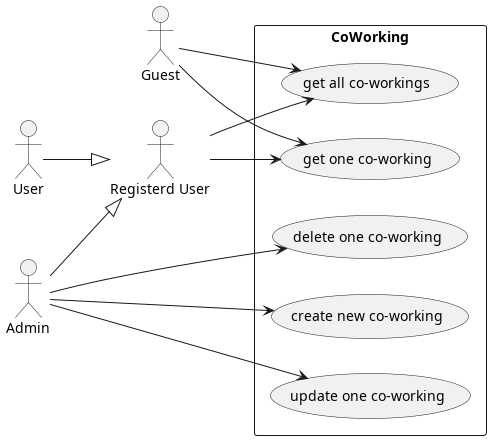 CoWorking
Guest
get all co-workings
get one co-working
User
Registerd User
delete one co-working
Admin
create new co-working
update one co-working